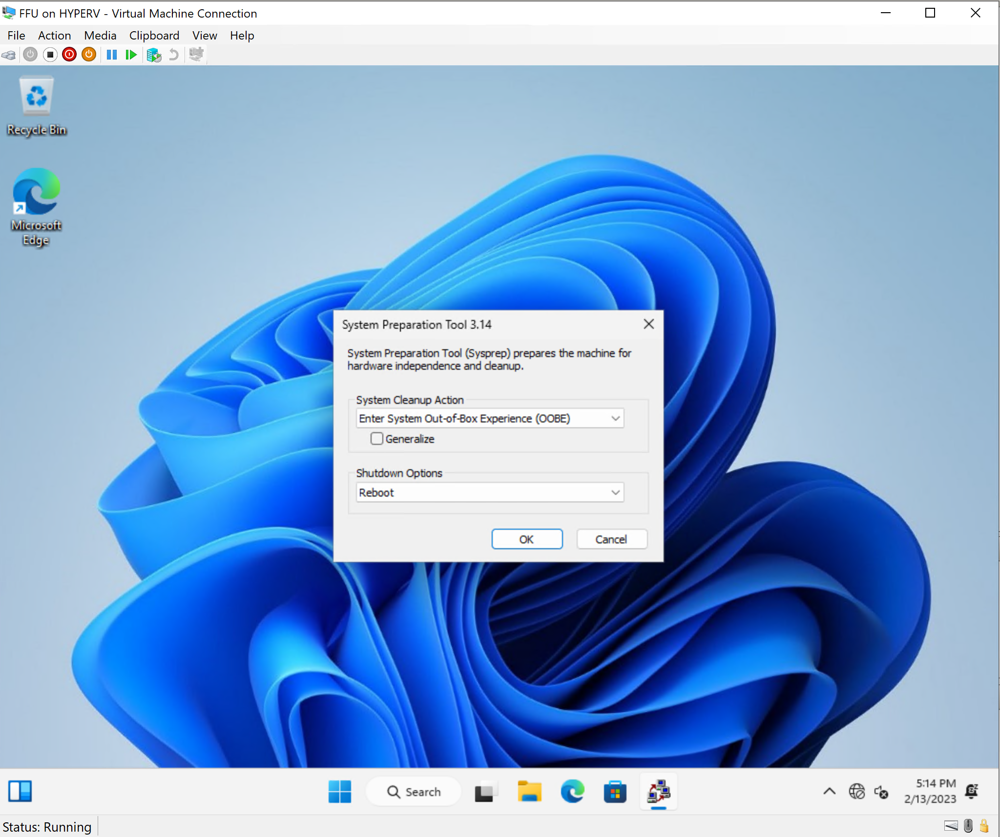 FFU on HYPERV - Virtual Machine Connection
File Action Media Clipboard View Help
Recycle Bin
Microsoft
Edge
System Preparation Tool 3.14
System Preparation Tool (Sysprep) prepares the machine for
hardware independence and cleanup.
System Cleanup Action
Enter System Out-of-Box Experience (OOBE)
Generalize
Shutdown Options
Reboot
OK Cancel
Search
5:14 PM
2/13/2023
Status: Running